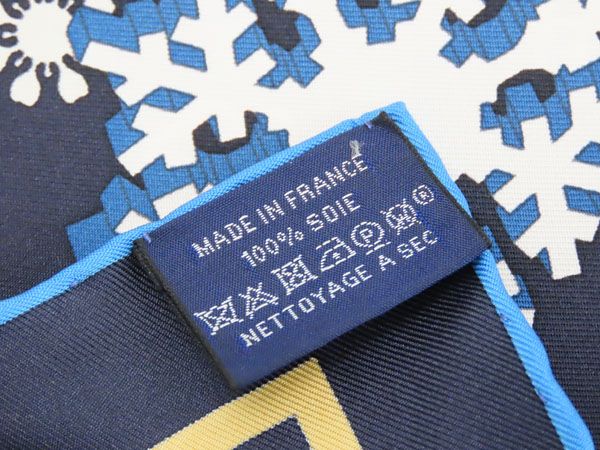 MADE IN FRANCE
100% SOIE
P W ®
NETTOYAGE A SEC